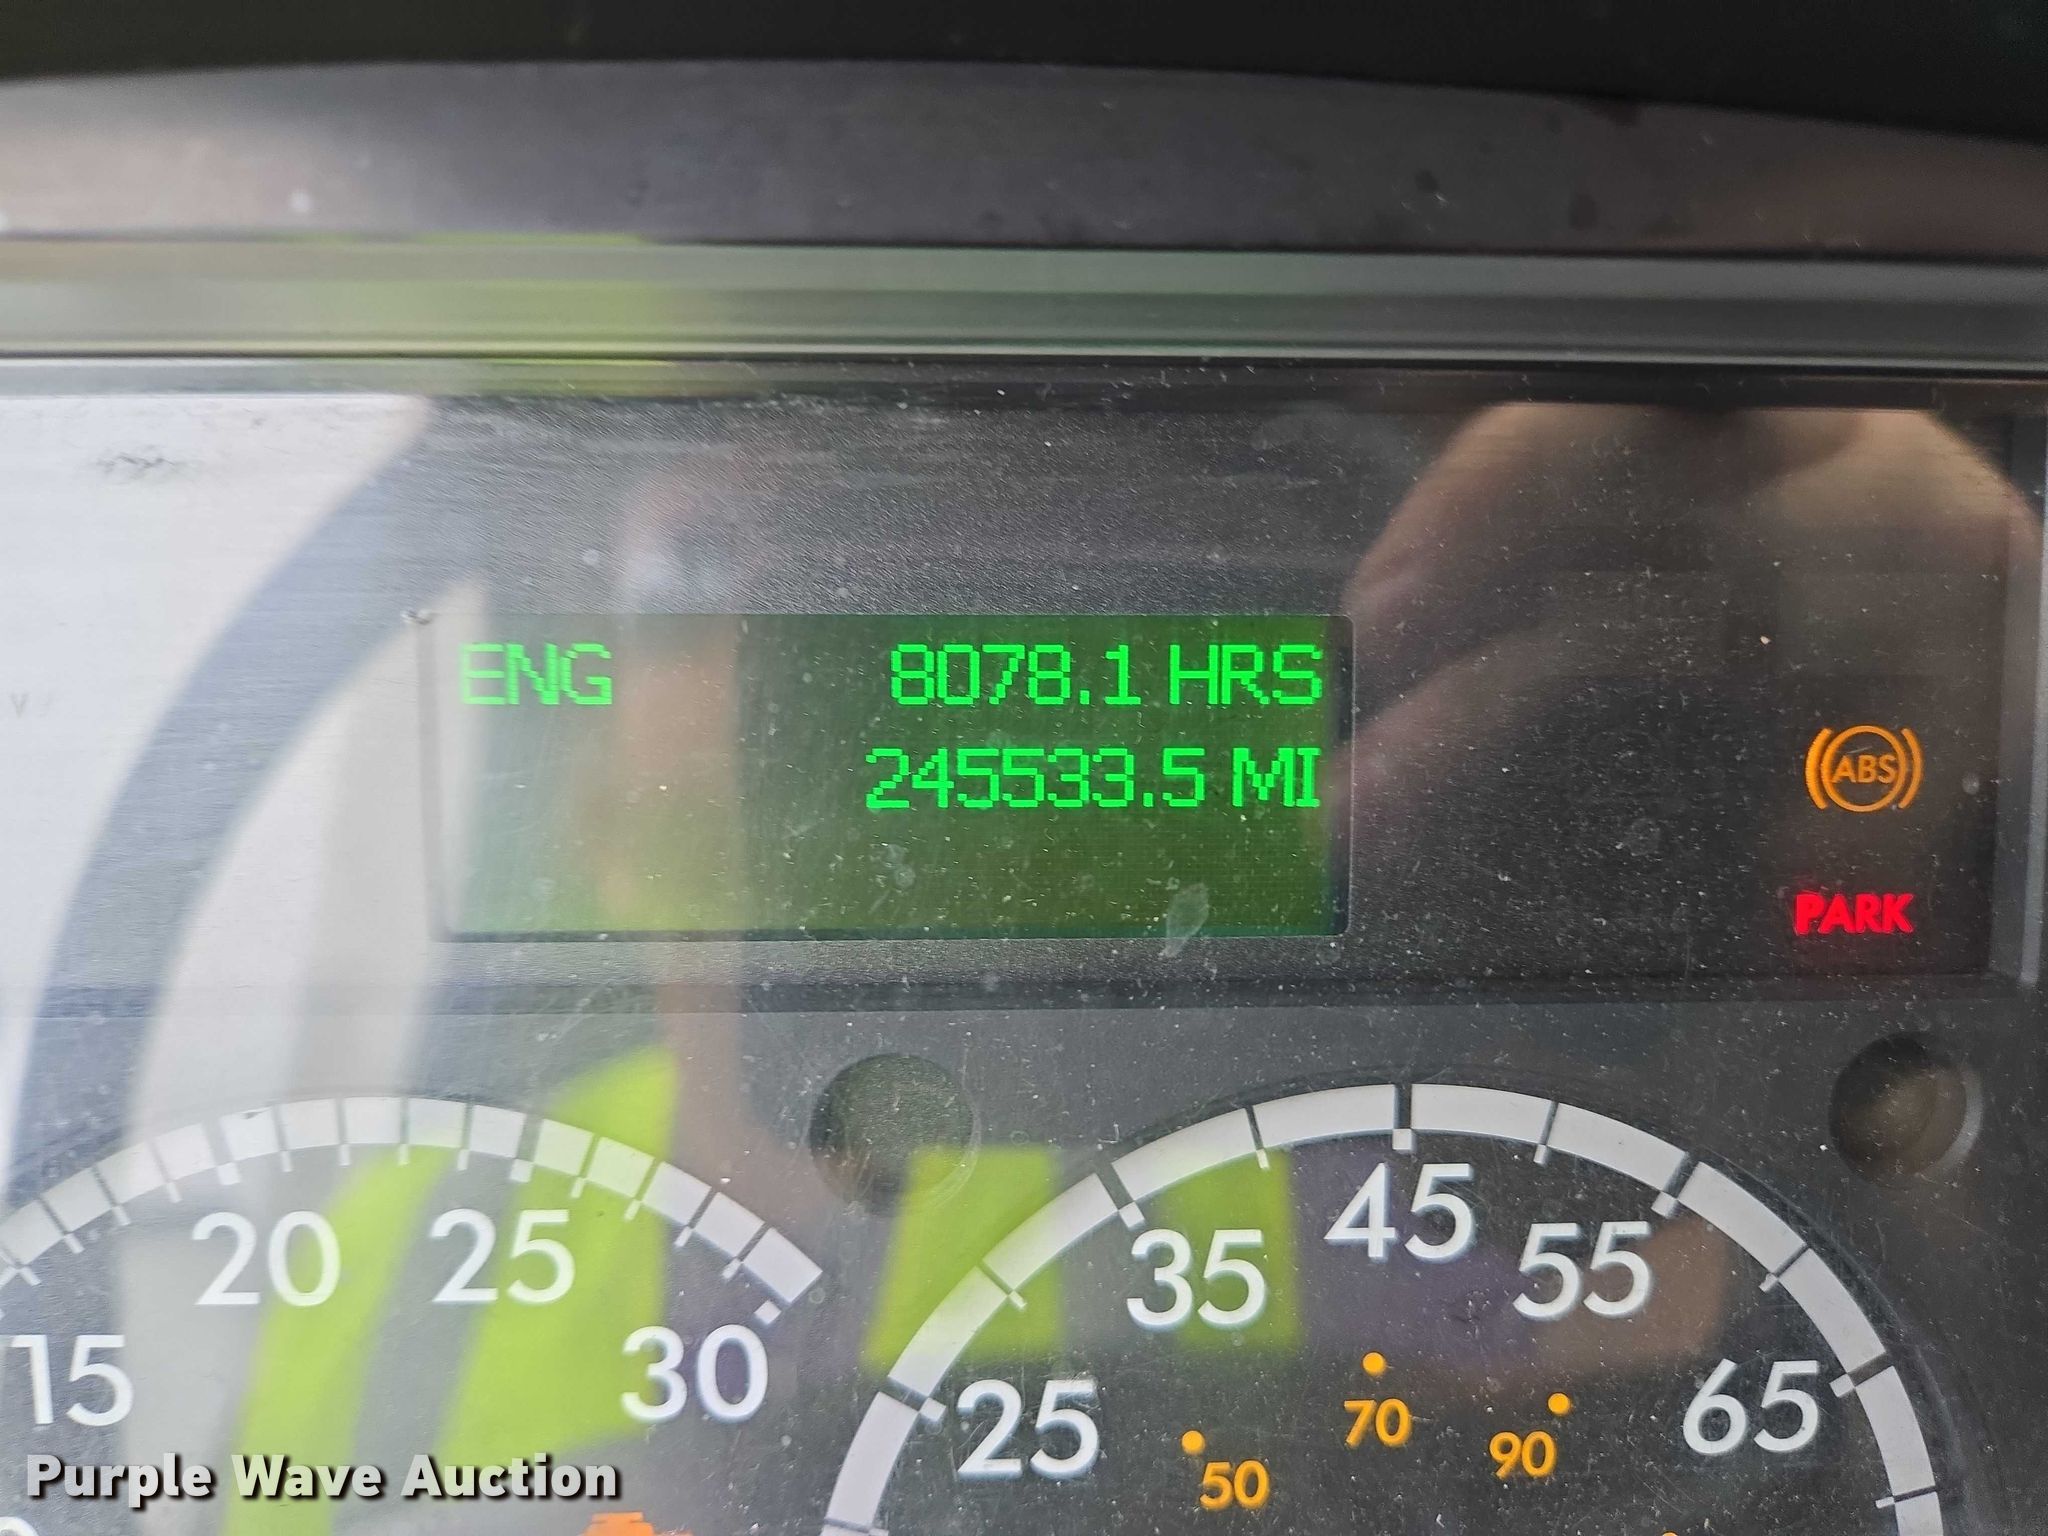 ENG 8078.1 HRS
245533.5 MI
ABS
PARK
15 20 25 30
25 35 45 55 65
50 70 90
Purple Wave Auction